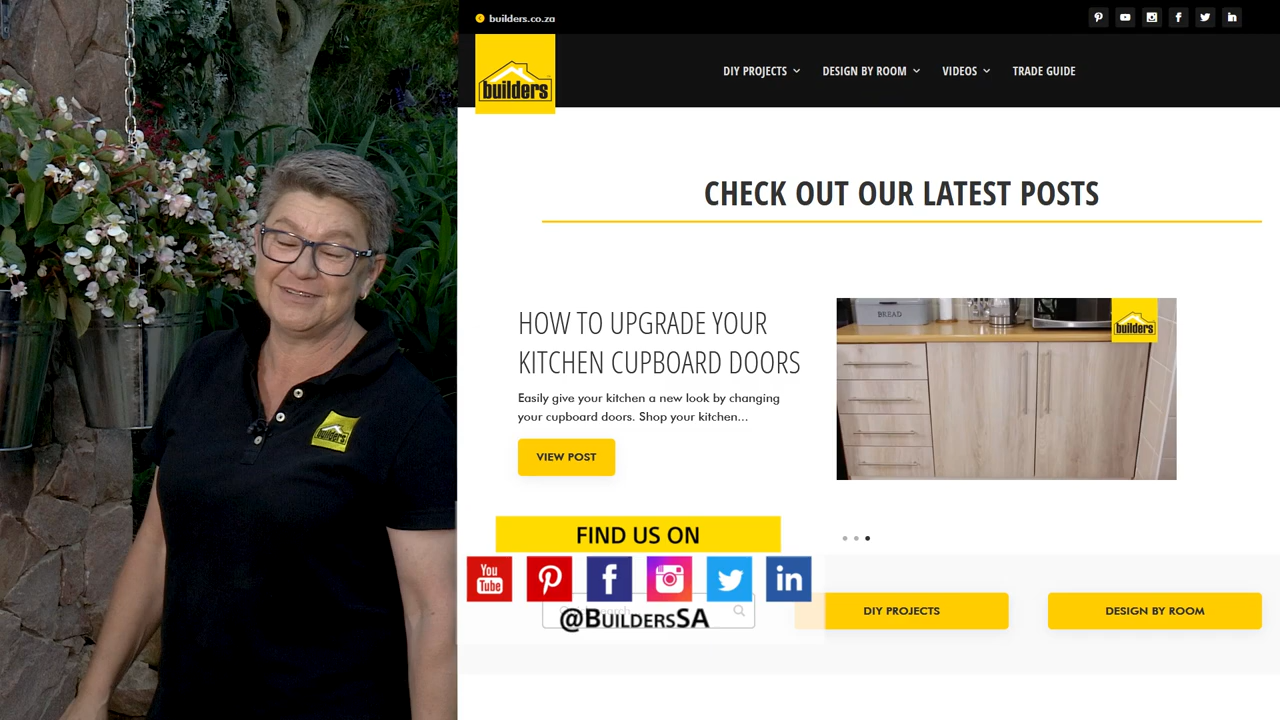 builders.co.za
builders
DIY PROJECTS
DESIGN BY ROOM
VIDEOS
TRADE GUIDE
CHECK OUT OUR LATEST POSTS
HOW TO UPGRADE YOUR
KITCHEN CUPBOARD DOORS
Easily give your kitchen a new look by changing
your cupboard doors. Shop your kitchen...
VIEW POST
BREAD
builders
builders
FIND US ON
You
Tube
@BUILDERSSA
Search
DIY PROJECTS
DESIGN BY ROOM